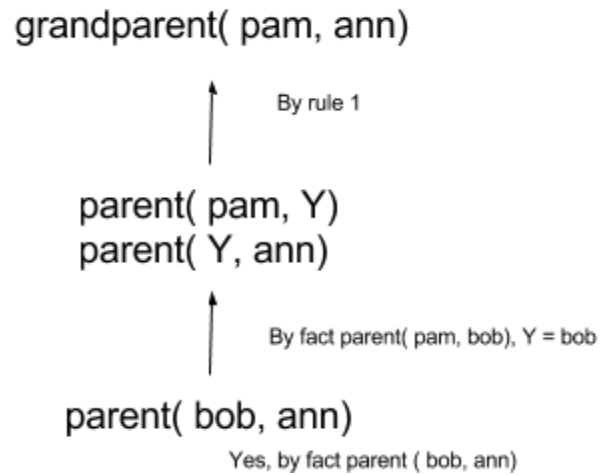 grandparent( pam, ann)
By rule 1
parent( pam, Y)
parent( Y, ann)
By fact parent( pam, bob), Y = bob
parent( bob, ann)
Yes, by fact parent ( bob, ann)